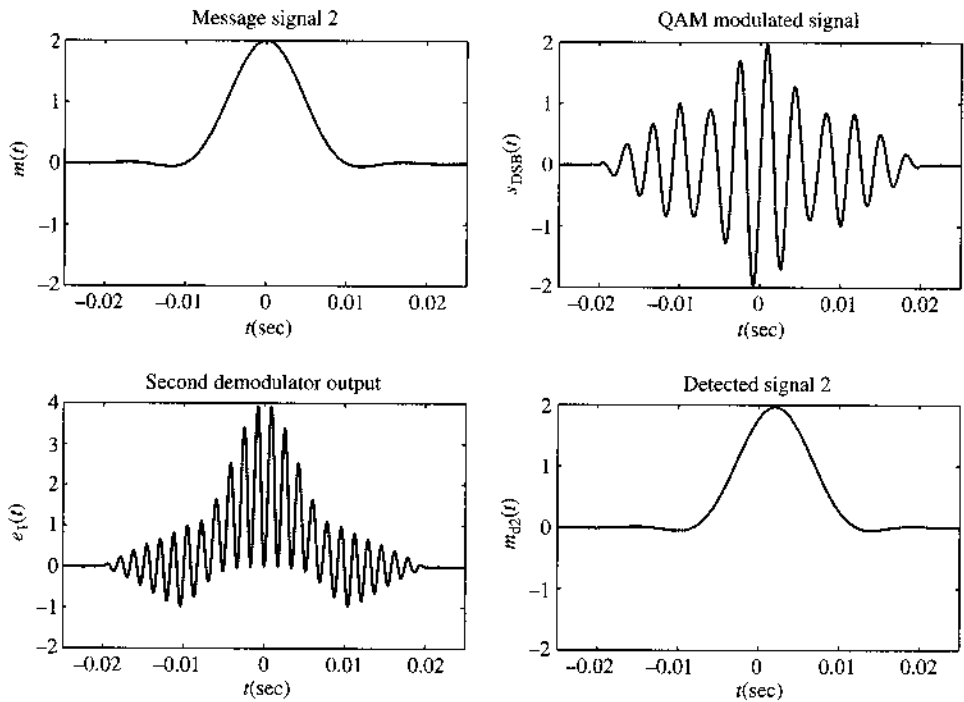 Message signal 2
2
1
0
−1
−2
m(t)
−0.02 −0.01 0 0.01 0.02
t(sec)
QAM modulated signal
2
1
0
−1
−2
s_DSB(t)
−0.02 −0.01 0 0.01 0.02
t(sec)
Second demodulator output
4
3
2
1
0
−1
−2
e_1(t)
−0.02 −0.01 0 0.01 0.02
t(sec)
Detected signal 2
2
1
0
−1
−2
m_d2(t)
−0.02 −0.01 0 0.01 0.02
t(sec)